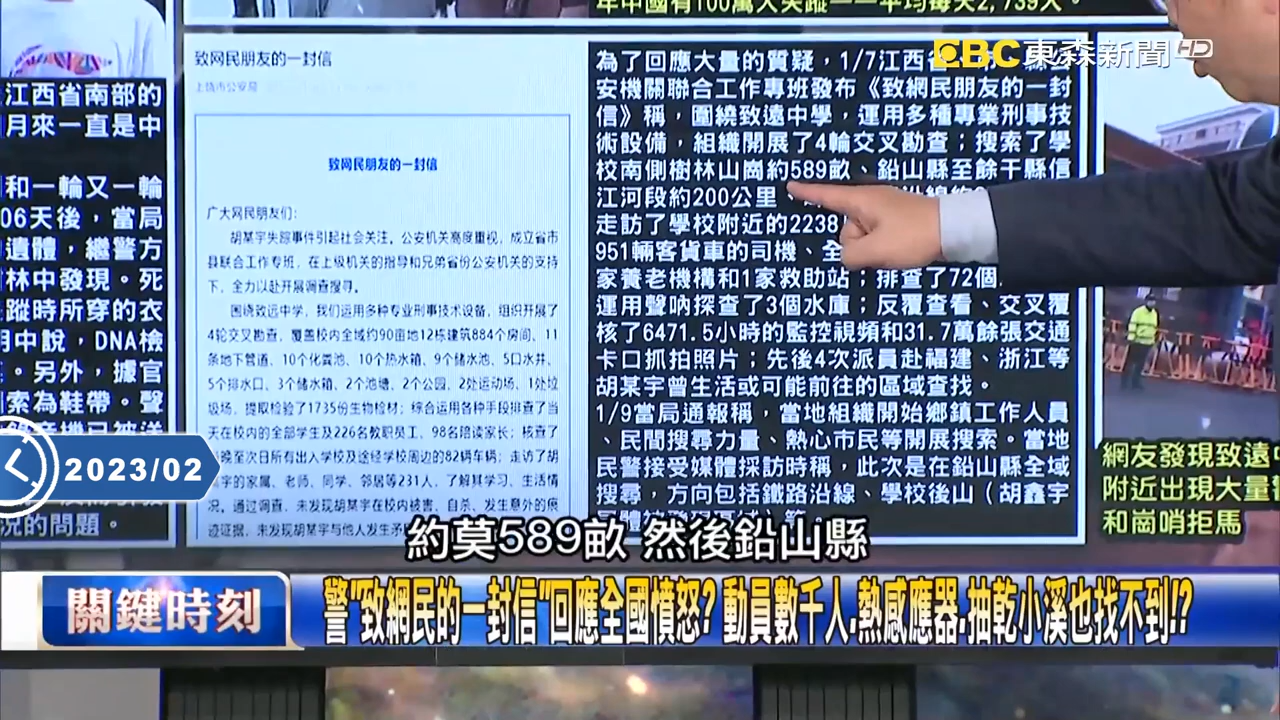 年中國有100萬人失蹤——平均每天2,739人。
EBC東森新聞HD
江西省南部的
月來一直是中
和一輪又一輪
06天後，當局
遺體，繼警方
林中發現。死
蹤時所穿的衣
明中說，DNA檢
。另外，據官
索為鞋帶。聲
況的問題。
2023/02
致网民朋友的一封信
上饶市公安局
致网民朋友的一封信
广大网民朋友们：
胡某宇失踪事件引起社会关注，公安机关高度重视，成立省市
县联合工作专班，在上级机关的指导和兄弟省份公安机关的支持
下，全力以赴开展调查搜寻。
围绕致远中学，我们运用多种专业刑事技术设备，组织开展了
4轮交叉勘查，覆盖校内全域约90亩地12栋建筑884个房间、11
条地下管道、10个化粪池、10个热水箱、9个储水池、5口水井、
5个排水口、3个储水箱、2个池塘、2个公园、2处运动场、1处垃
圾场，提取检验了1735份生物检材；综合运用各种手段排查了当
天在校内的全部学生及226名教职员工、98名陪读家长；核查了
晚至次日所有出入学校及途经学校周边的82辆车辆；走访了胡
宇的家属、老师、同学、邻居等231人，了解其学习、生活情
况。通过调查，未发现胡某宇在校内被害、自杀、发生意外的痕
迹证据，未发现胡某宇与他人发生矛
為了回應大量的質疑，1/7江西省
安機關聯合工作專班發布《致網民朋友的一封
信》稱，圍繞致遠中學，運用多種專業刑事技
術設備，組織開展了4輪交叉勘查；搜索了學
校南側樹林山崗約589畝、鉛山縣至餘干縣信
江河段約200公里、
走訪了學校附近的2238
951輛客貨車的司機、全
家養老機構和1家救助站；排查了72個
運用聲吶探查了3個水庫；反覆查看、交叉覆
核了6471.5小時的監控視頻和31.7萬餘張交通
卡口抓拍照片；先後4次派員赴福建、浙江等
胡某宇曾生活或可能前往的區域查找。
1/9當局通報稱，當地組織開始鄉鎮工作人員
、民間搜尋力量、熱心市民等開展搜索。當地
民警接受媒體採訪時稱，此次是在鉛山縣全域
搜尋，方向包括鐵路沿線、學校後山（胡鑫宇
網友發現致遠中
附近出現大量警
和崗哨拒馬
約莫589畝 然後鉛山縣
關鍵時刻
警"致網民的一封信"回應全國憤怒？動員數千人.熱感應器.抽乾小溪也找不到!?